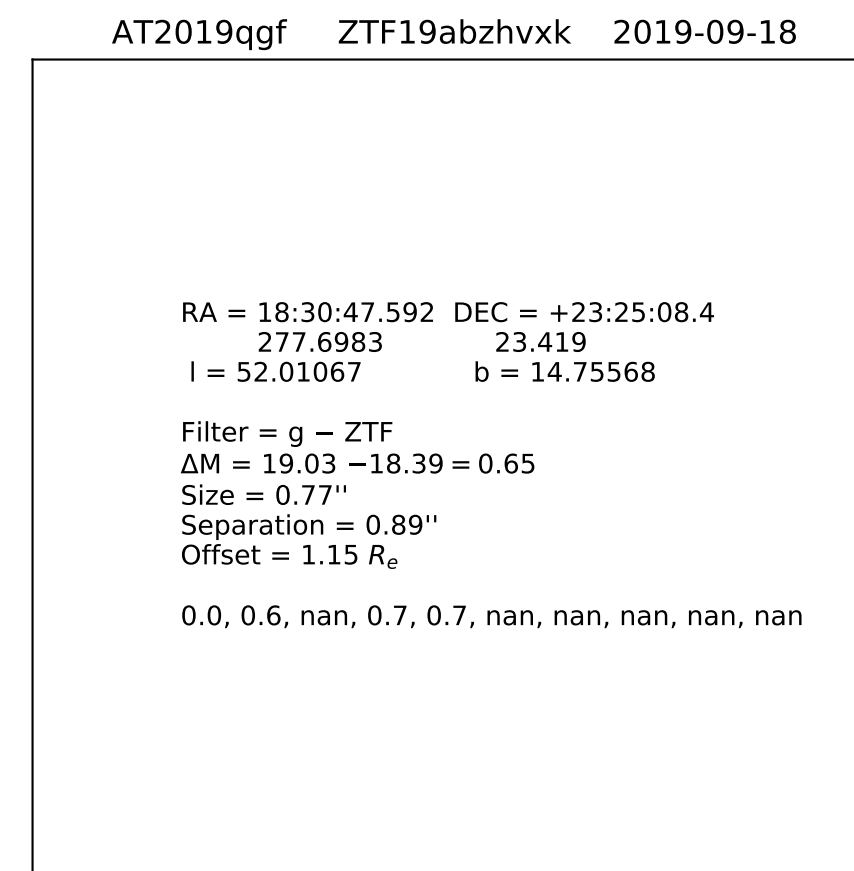 AT2019qgf ZTF19abzhvxk 2019-09-18
RA = 18:30:47.592 DEC = +23:25:08.4
277.6983 23.419
l = 52.01067 b = 14.75568
Filter = g − ZTF
ΔM = 19.03 −18.39 = 0.65
Size = 0.77''
Separation = 0.89''
Offset = 1.15 Re
0.0, 0.6, nan, 0.7, 0.7, nan, nan, nan, nan, nan